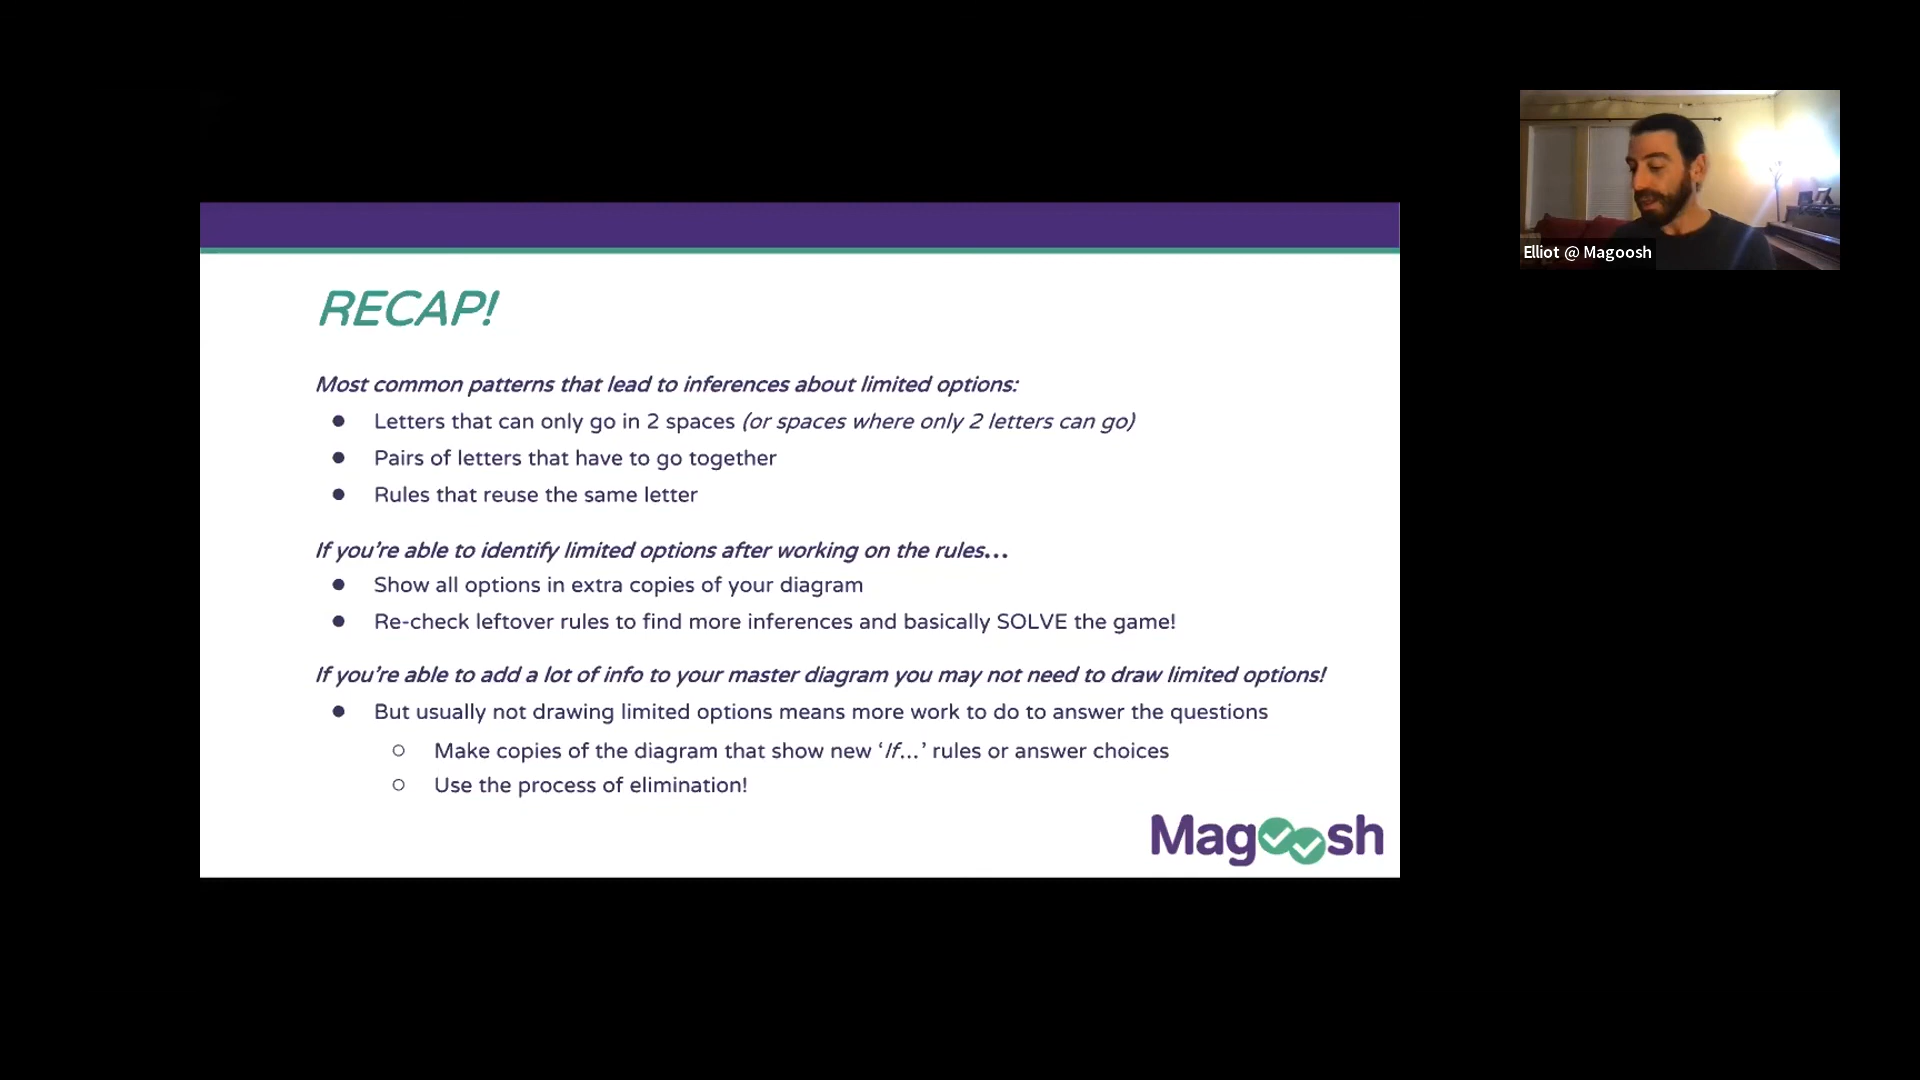 RECAP!
Most common patterns that lead to inferences about limited options:
● Letters that can only go in 2 spaces (or spaces where only 2 letters can go)
● Pairs of letters that have to go together
● Rules that reuse the same letter
If you're able to identify limited options after working on the rules...
● Show all options in extra copies of your diagram
● Re-check leftover rules to find more inferences and basically SOLVE the game!
If you're able to add a lot of info to your master diagram you may not need to draw limited options!
● But usually not drawing limited options means more work to do to answer the questions
○ Make copies of the diagram that show new ‘If...’ rules or answer choices
○ Use the process of elimination!
Magoosh
Elliot @ Magoosh